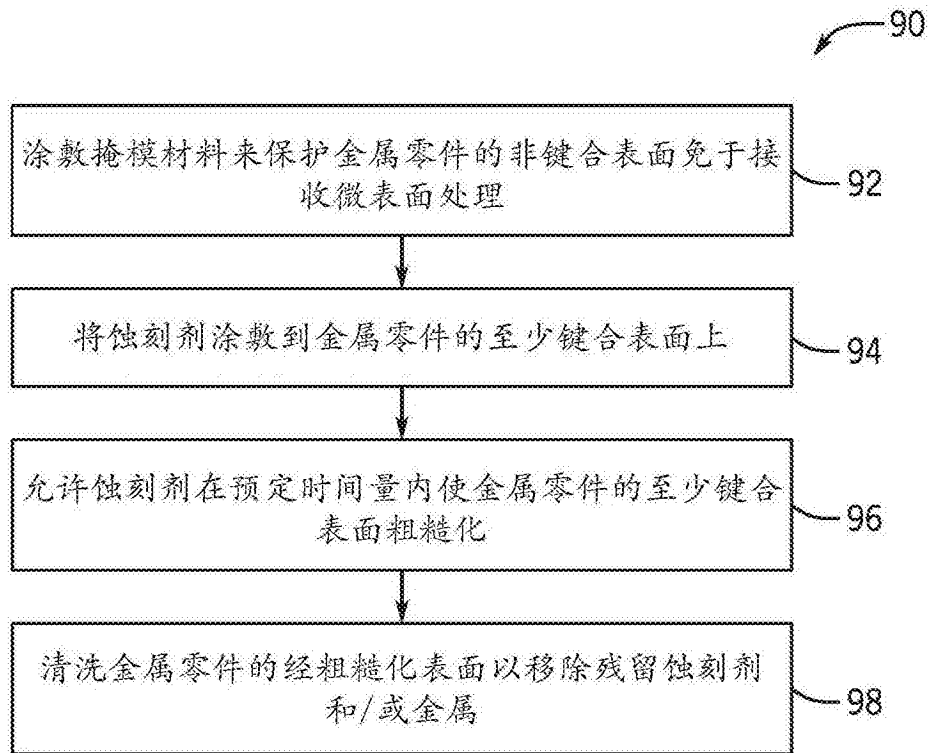 90
涂敷掩模材料来保护金属零件的非键合表面免于接
收微表面处理
92
将蚀刻剂涂敷到金属零件的至少键合表面上
94
允许蚀刻剂在预定时间量内使金属零件的至少键合
表面粗糙化
96
清洗金属零件的经粗糙化表面以移除残留蚀刻剂
和/或金属
98